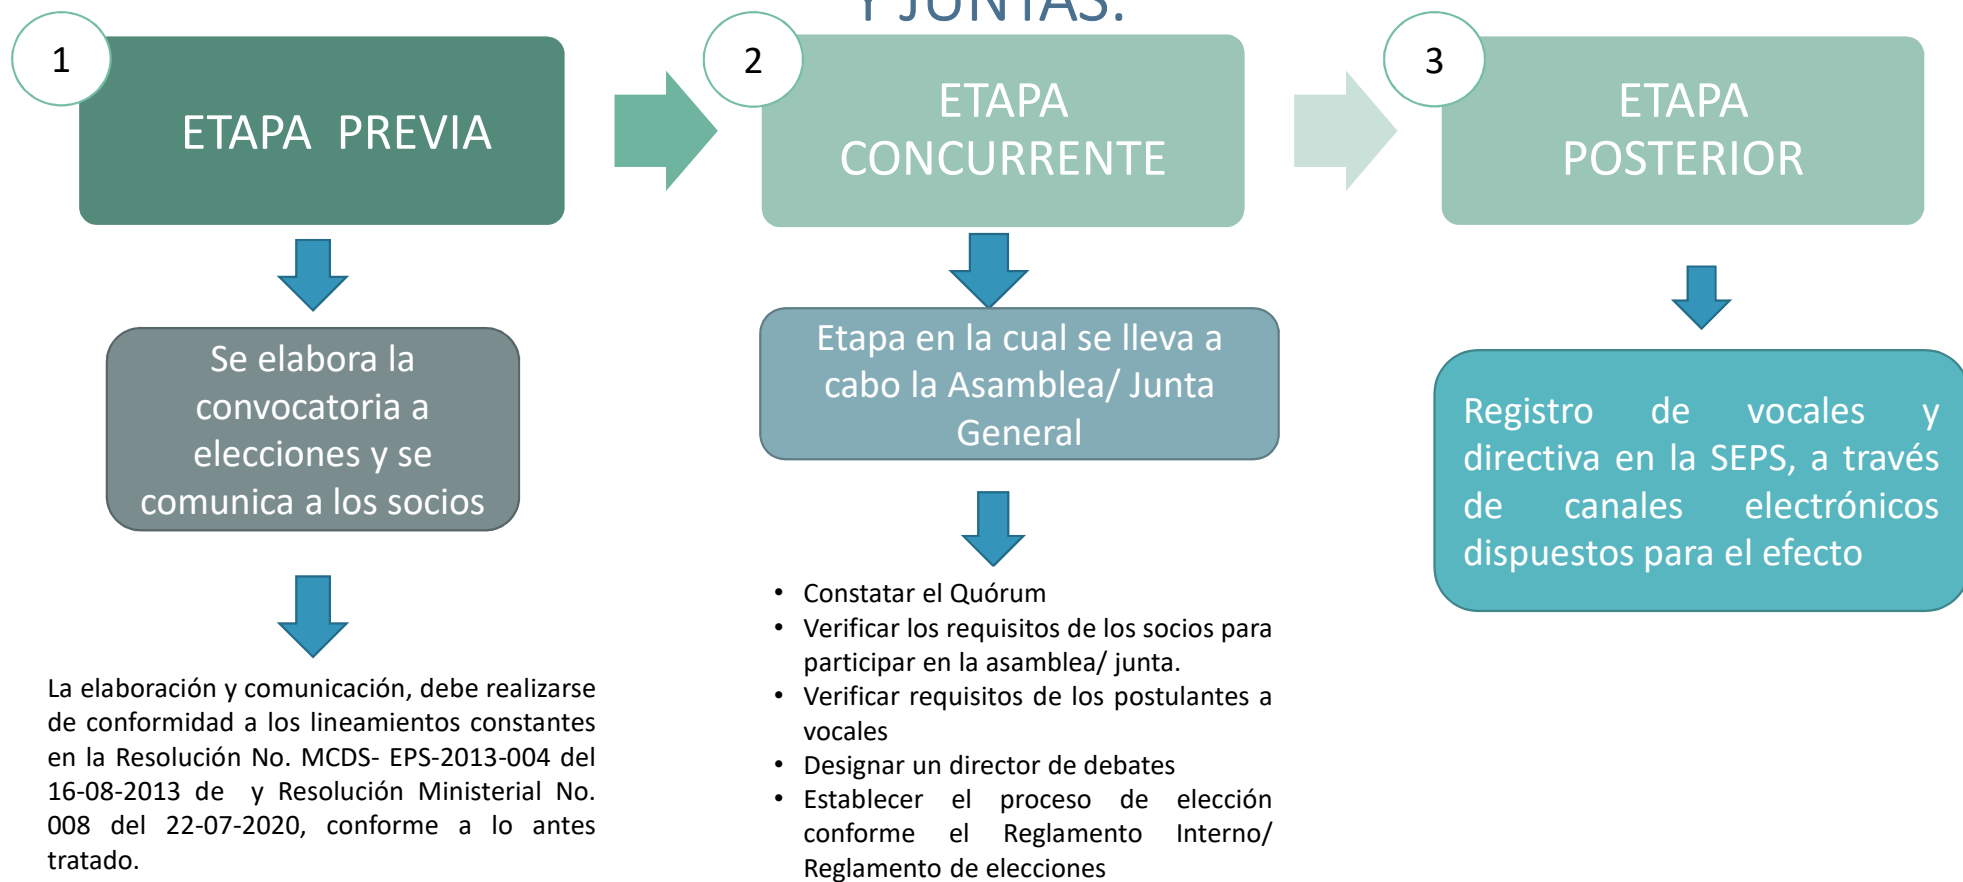 Y JUNTAS.
1
ETAPA PREVIA
Se elabora la
convocatoria a
elecciones y se
comunica a los socios
La elaboración y comunicación, debe realizarse
de conformidad a los lineamientos constantes
en la Resolución No. MCDS- EPS-2013-004 del
16-08-2013 de y Resolución Ministerial No.
008 del 22-07-2020, conforme a lo antes
tratado.
2
ETAPA
CONCURRENTE
Etapa en la cual se lleva a
cabo la Asamblea/ Junta
General
• Constatar el Quórum
• Verificar los requisitos de los socios para
participar en la asamblea/ junta.
• Verificar requisitos de los postulantes a
vocales
• Designar un director de debates
• Establecer el proceso de elección
conforme el Reglamento Interno/
Reglamento de elecciones
3
ETAPA
POSTERIOR
Registro de vocales y
directiva en la SEPS, a través
de canales electrónicos
dispuestos para el efecto